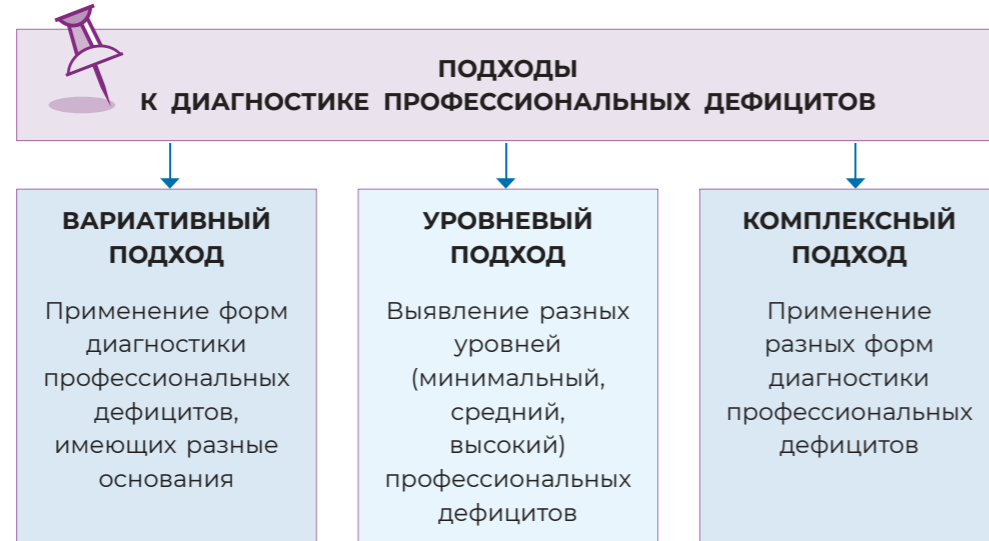 ПОДХОДЫ
К ДИАГНОСТИКЕ ПРОФЕССИОНАЛЬНЫХ ДЕФИЦИТОВ
ВАРИАТИВНЫЙ
ПОДХОД
Применение форм
диагностики
профессиональных
дефицитов,
имеющих разные
основания
УРОВНЕВЫЙ
ПОДХОД
Выявление разных
уровней
(минимальный,
средний,
высокий)
профессиональных
дефицитов
КОМПЛЕКСНЫЙ
ПОДХОД
Применение
разных форм
диагностики
профессиональных
дефицитов